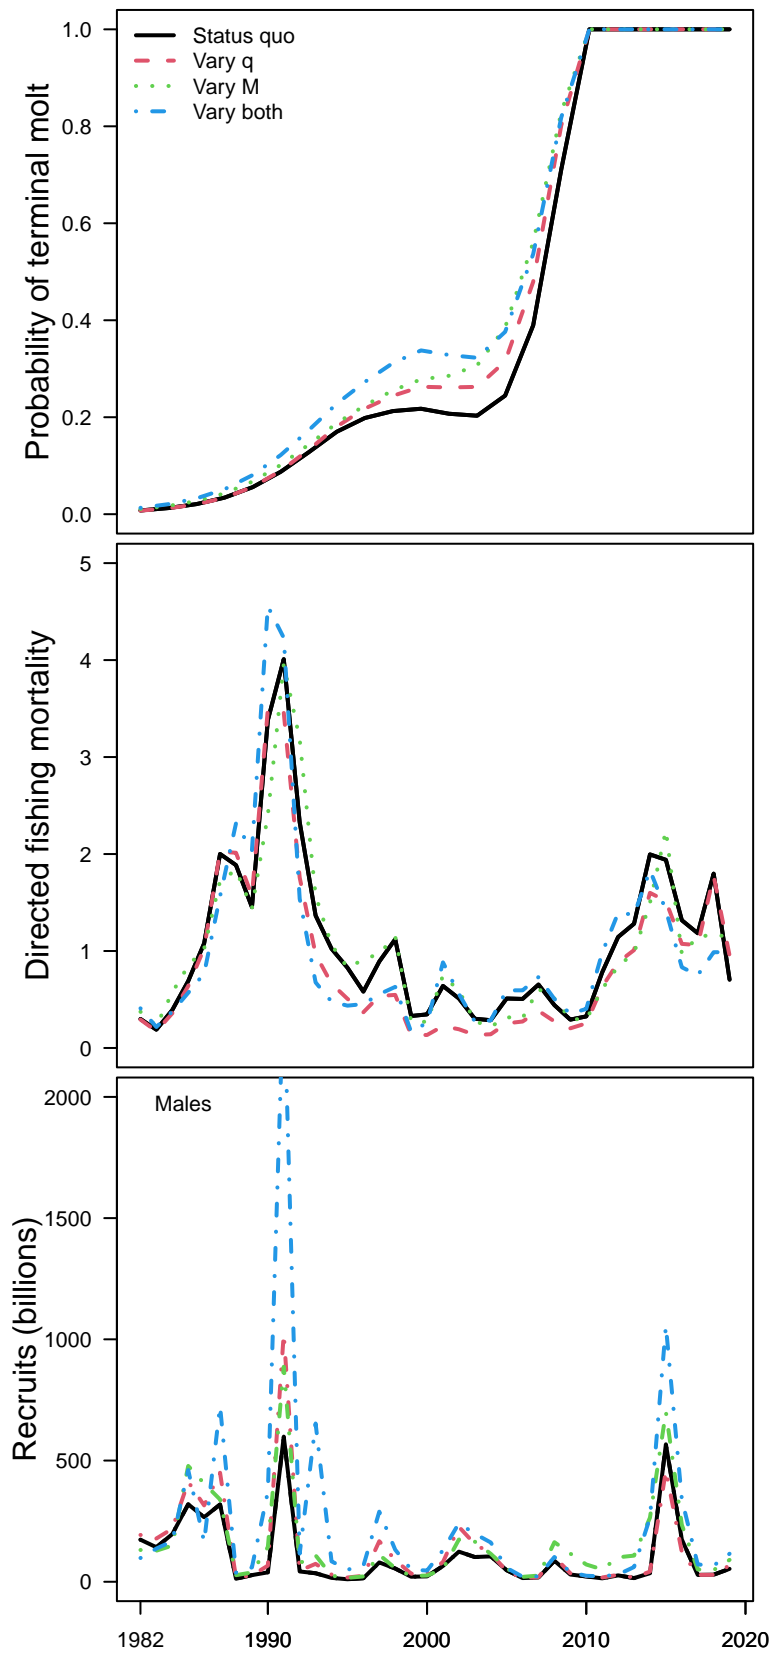 Probability of terminal molt
1.0
0.8
0.6
0.4
0.2
0.0
Status quo
Vary q
Vary M
Vary both
Directed fishing mortality
5
4
3
2
1
0
Recruits (billions)
2000
1500
1000
500
0
Males
1982
1990
2000
2010
2020